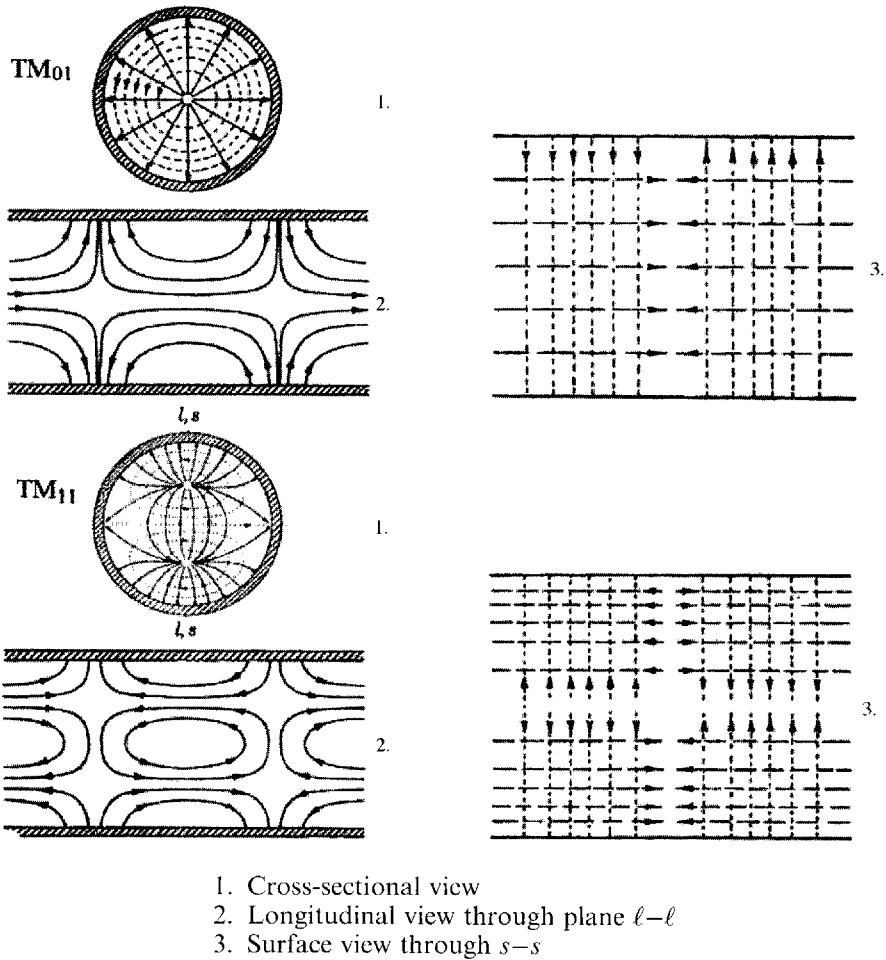 TM01
1.
2.
3.
l, s
TM11
1.
l, s
2.
3.
1. Cross-sectional view
2. Longitudinal view through plane ℓ–ℓ
3. Surface view through s–s